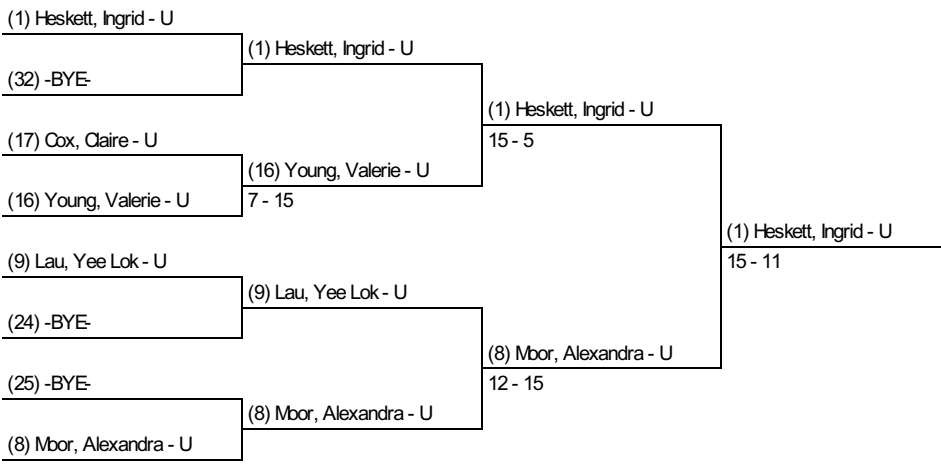 (1) Heskett, Ingrid - U
(32) -BYE-
(17) Cox, Claire - U
(16) Young, Valerie - U
(9) Lau, Yee Lok - U
(24) -BYE-
(25) -BYE-
(8) Moor, Alexandra - U
(1) Heskett, Ingrid - U
(16) Young, Valerie - U
7 - 15
(9) Lau, Yee Lok - U
(8) Moor, Alexandra - U
(1) Heskett, Ingrid - U
15 - 5
(8) Moor, Alexandra - U
12 - 15
(1) Heskett, Ingrid - U
15 - 11